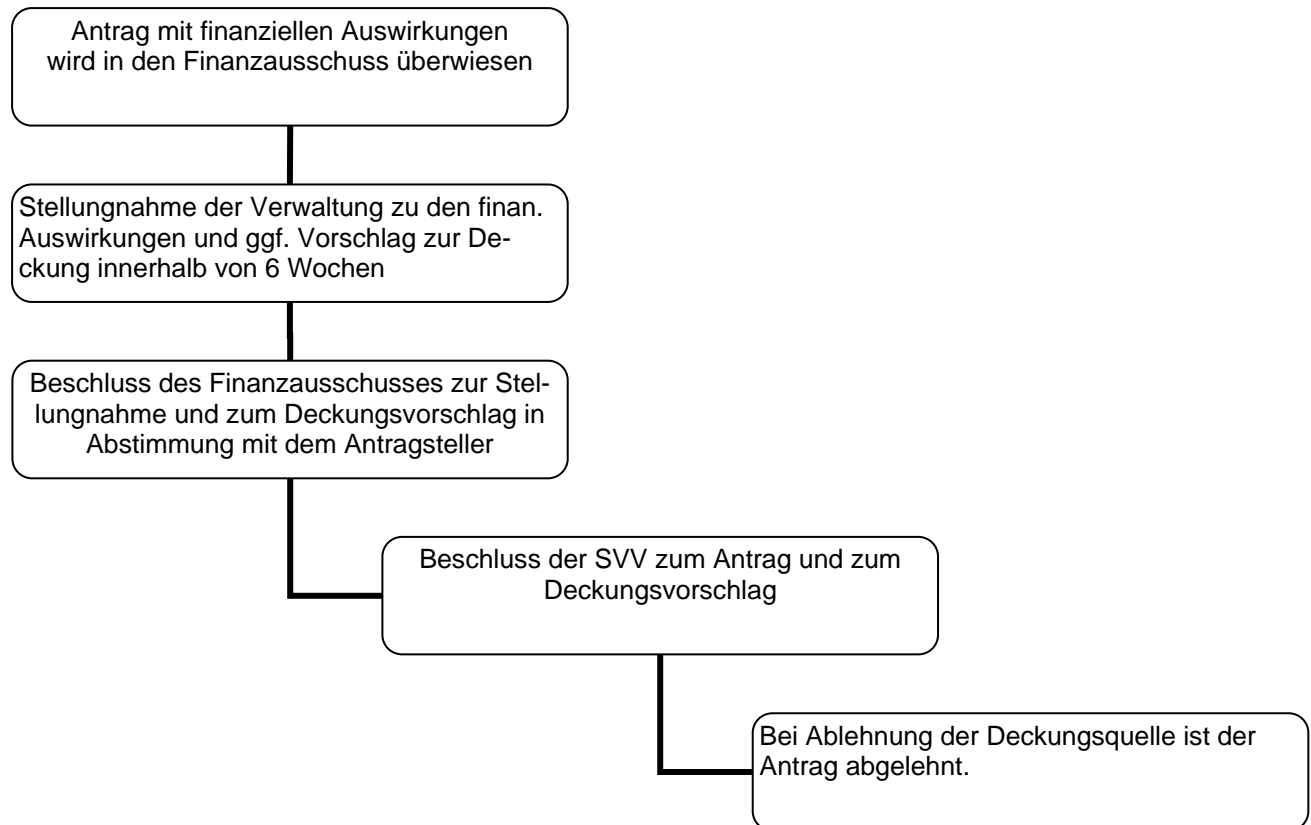 Antrag mit finanziellen Auswirkungen
wird in den Finanzausschuss überwiesen
Stellungnahme der Verwaltung zu den finan.
Auswirkungen und ggf. Vorschlag zur De-
ckung innerhalb von 6 Wochen
Beschluss des Finanzausschusses zur Stel-
lungnahme und zum Deckungsvorschlag in
Abstimmung mit dem Antragsteller
Beschluss der SVV zum Antrag und zum
Deckungsvorschlag
Bei Ablehnung der Deckungsquelle ist der
Antrag abgelehnt.